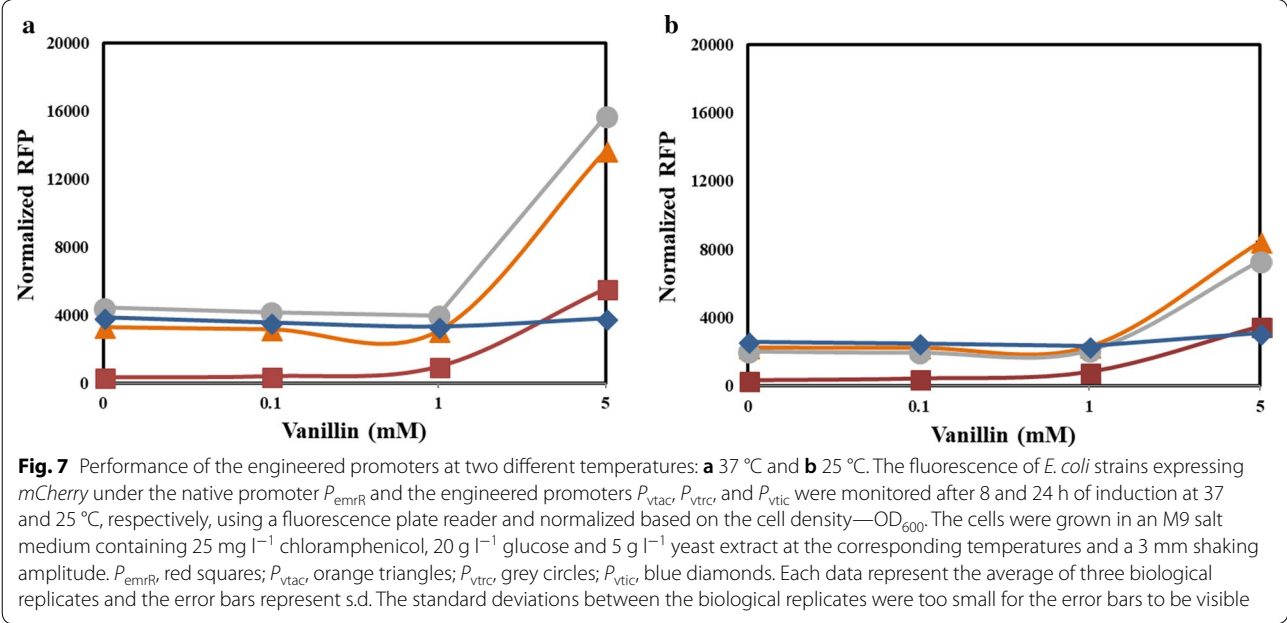 a
20000
16000
12000
8000
4000
0
Normalized RFP
0 0.1 1 5
Vanillin (mM)
b
20000
16000
12000
8000
4000
0
Normalized RFP
0 0.1 1 5
Vanillin (mM)
Fig. 7 Performance of the engineered promoters at two different temperatures: a 37 °C and b 25 °C. The fluorescence of E. coli strains expressing
mCherry under the native promoter PemrR and the engineered promoters Pvtac, Pvtrc, and Pvtic were monitored after 8 and 24 h of induction at 37
and 25 °C, respectively, using a fluorescence plate reader and normalized based on the cell density—OD600. The cells were grown in an M9 salt
medium containing 25 mg l−1 chloramphenicol, 20 g l−1 glucose and 5 g l−1 yeast extract at the corresponding temperatures and a 3 mm shaking
amplitude. PemrR, red squares; Pvtac, orange triangles; Pvtrc, grey circles; Pvtic, blue diamonds. Each data represent the average of three biological
replicates and the error bars represent s.d. The standard deviations between the biological replicates were too small for the error bars to be visible